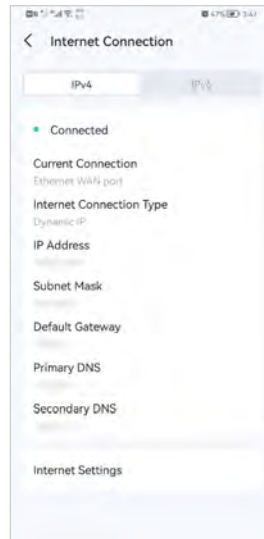 Internet Connection
IPv4
IPv6
Connected
Current Connection
Ethernet WAN port
Internet Connection Type
Dynamic IP
IP Address
Subnet Mask
Default Gateway
Primary DNS
Secondary DNS
Internet Settings